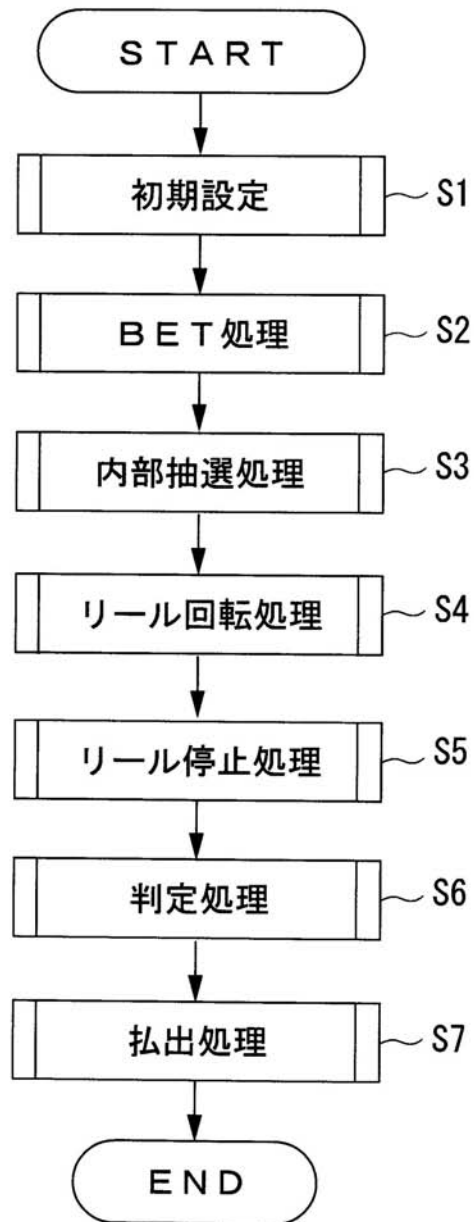 ＳＴＡＲＴ
初期設定 S1
ＢＥＴ処理 S2
内部抽選処理 S3
リール回転処理 S4
リール停止処理 S5
判定処理 S6
払出処理 S7
ＥＮＤ